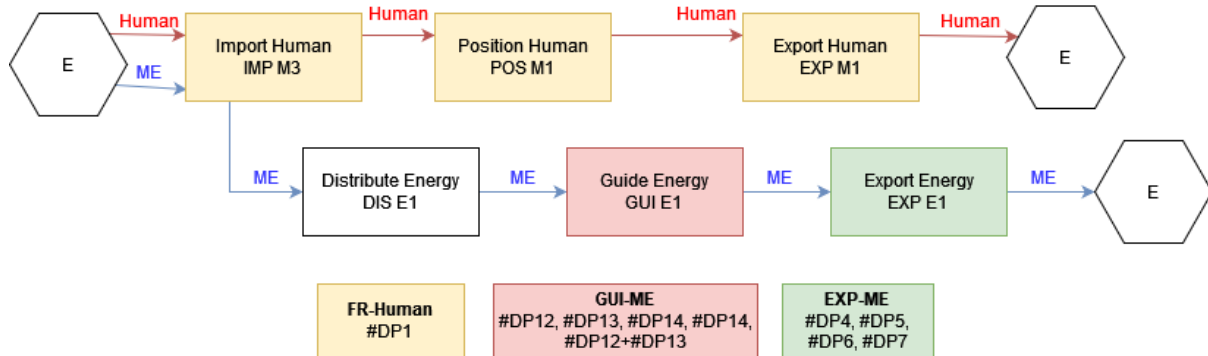 Human
Human
Human
Human
E
Import Human
IMP M3
Position Human
POS M1
Export Human
EXP M1
E
ME
ME
Distribute Energy
DIS E1
ME
Guide Energy
GUI E1
ME
Export Energy
EXP E1
ME
E
FR-Human
#DP1
GUI-ME
#DP12, #DP13, #DP14, #DP14,
#DP12+#DP13
EXP-ME
#DP4, #DP5,
#DP6, #DP7